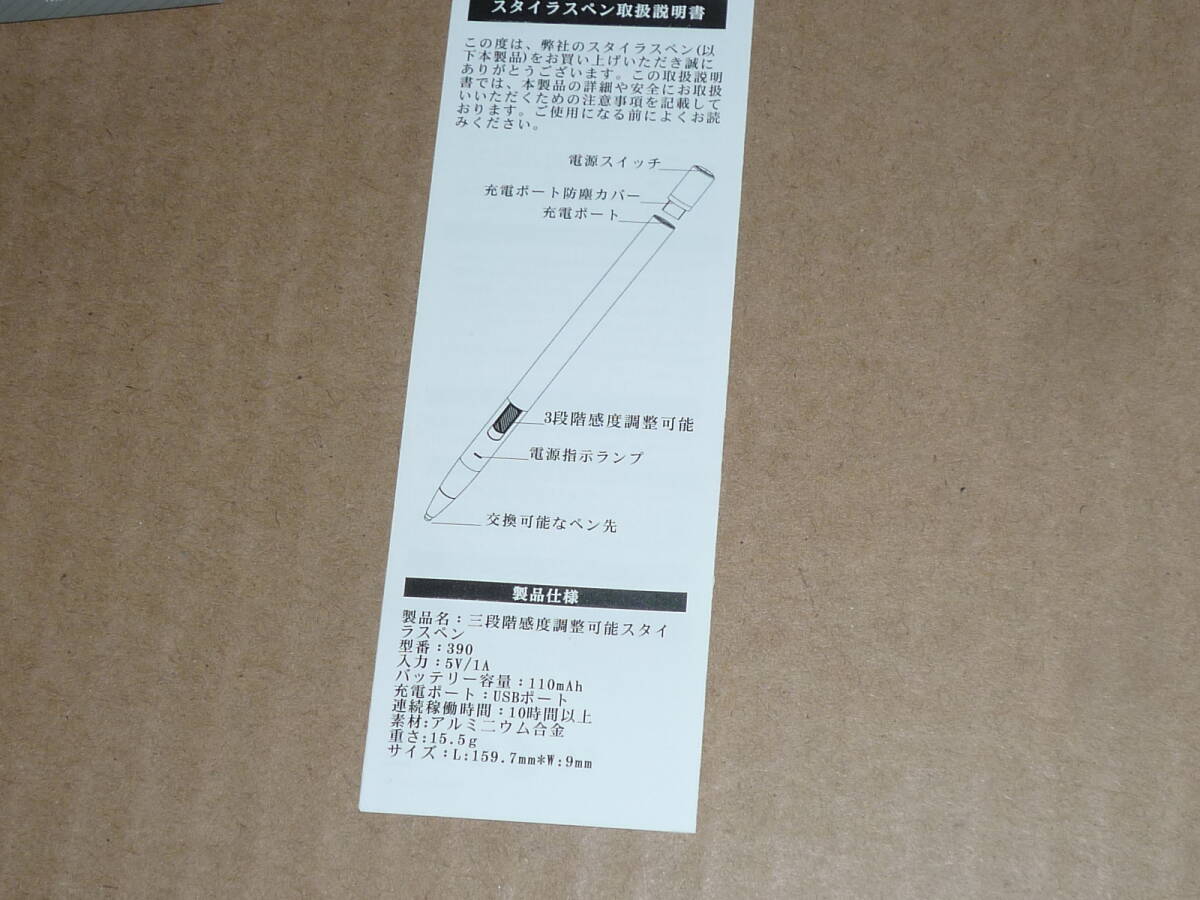 スタイラスペン取扱説明書
この度は、弊社のスタイラスペン(以
下本製品)をお買い上げいただき誠に
ありがとうございます。この取扱説明
書では、本製品の詳細や安全にお取扱
いいただくための注意事項を記載して
おります。ご使用になる前によくお読
みください。
電源スイッチ
充電ポート防塵カバー
充電ポート
3段階感度調整可能
電源指示ランプ
交換可能なペン先
製品仕様
製品名：三段階感度調整可能スタイ
ラスペン
型番：390
入力：5V/1A
バッテリー容量：110mAh
充電ポート：USBポート
連続稼働時間：10時間以上
素材:アルミニウム合金
重さ:15.5g
サイズ：L:159.7mm*W:9mm